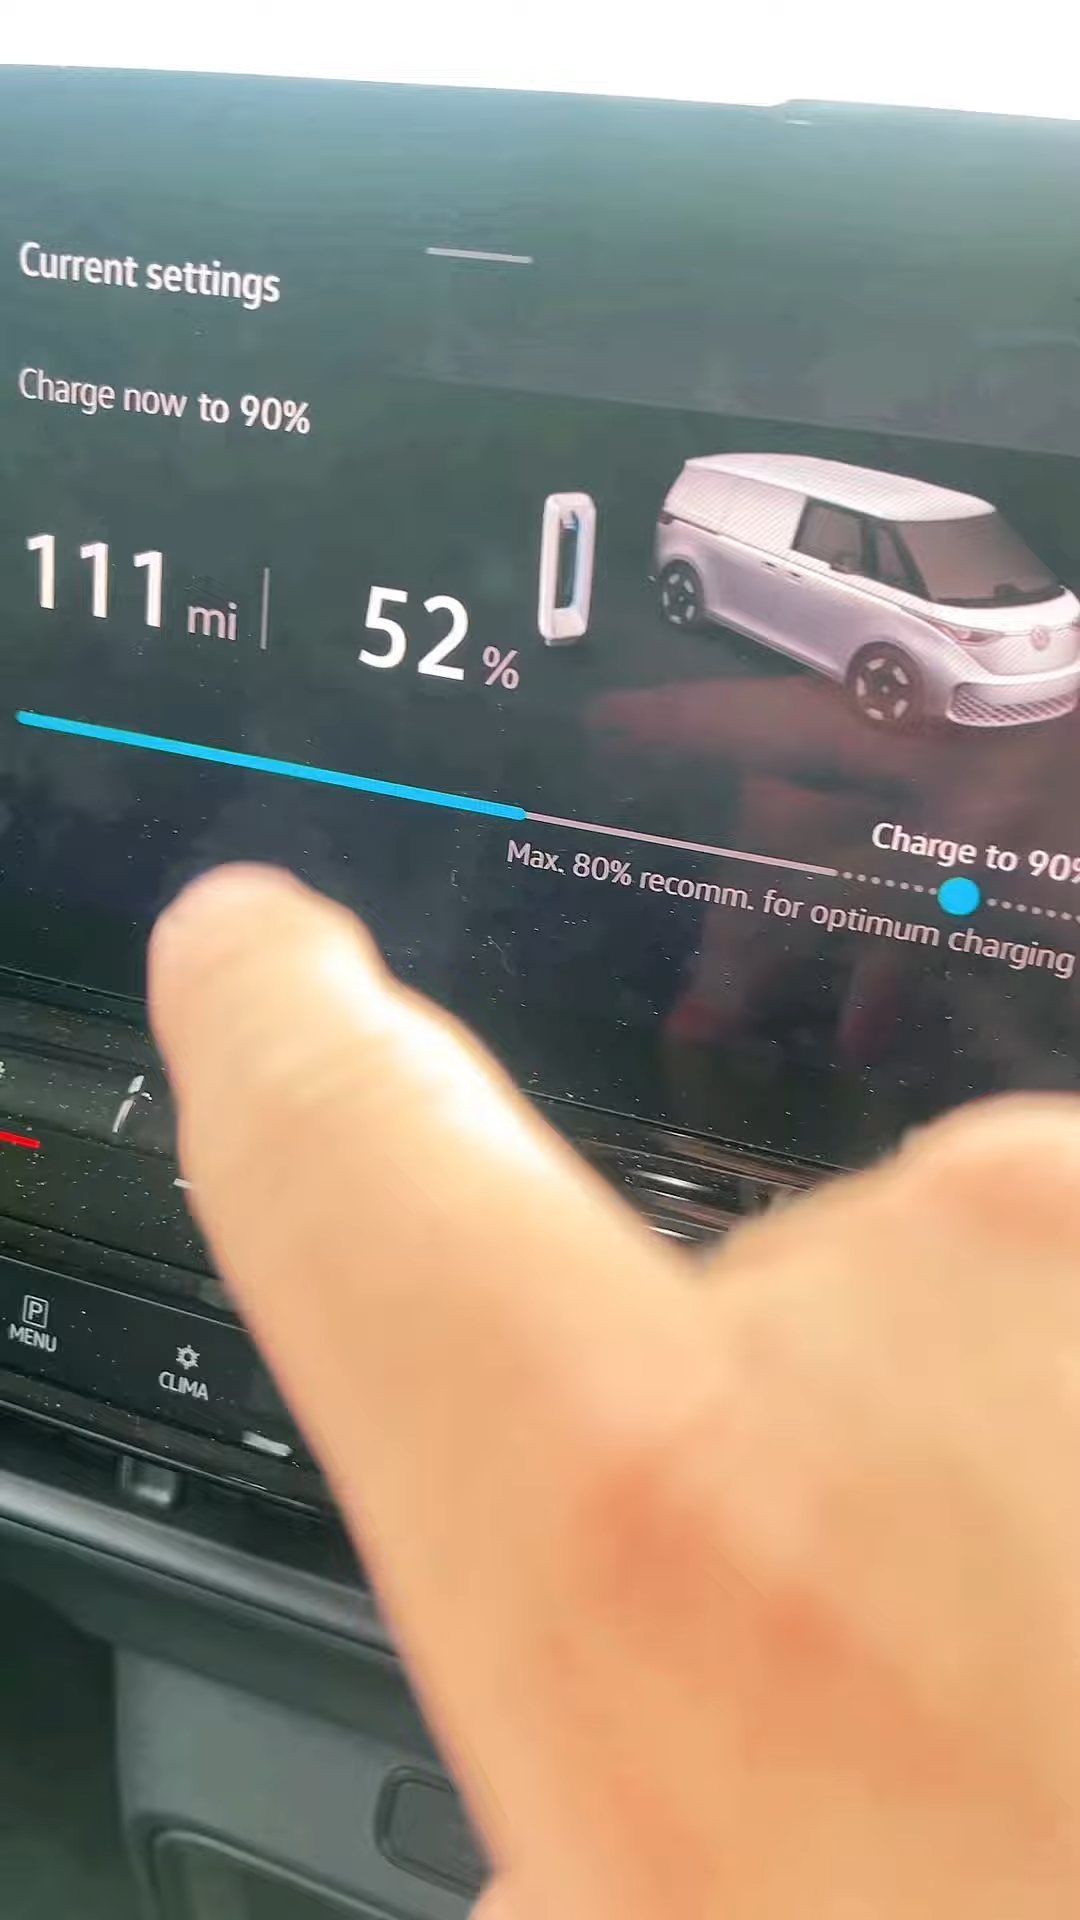 Current settings
Charge now to 90%
111 mi
52 %
Charge to 90%
Max. 80% recomm. for optimum charging
P
MENU
CLIMA